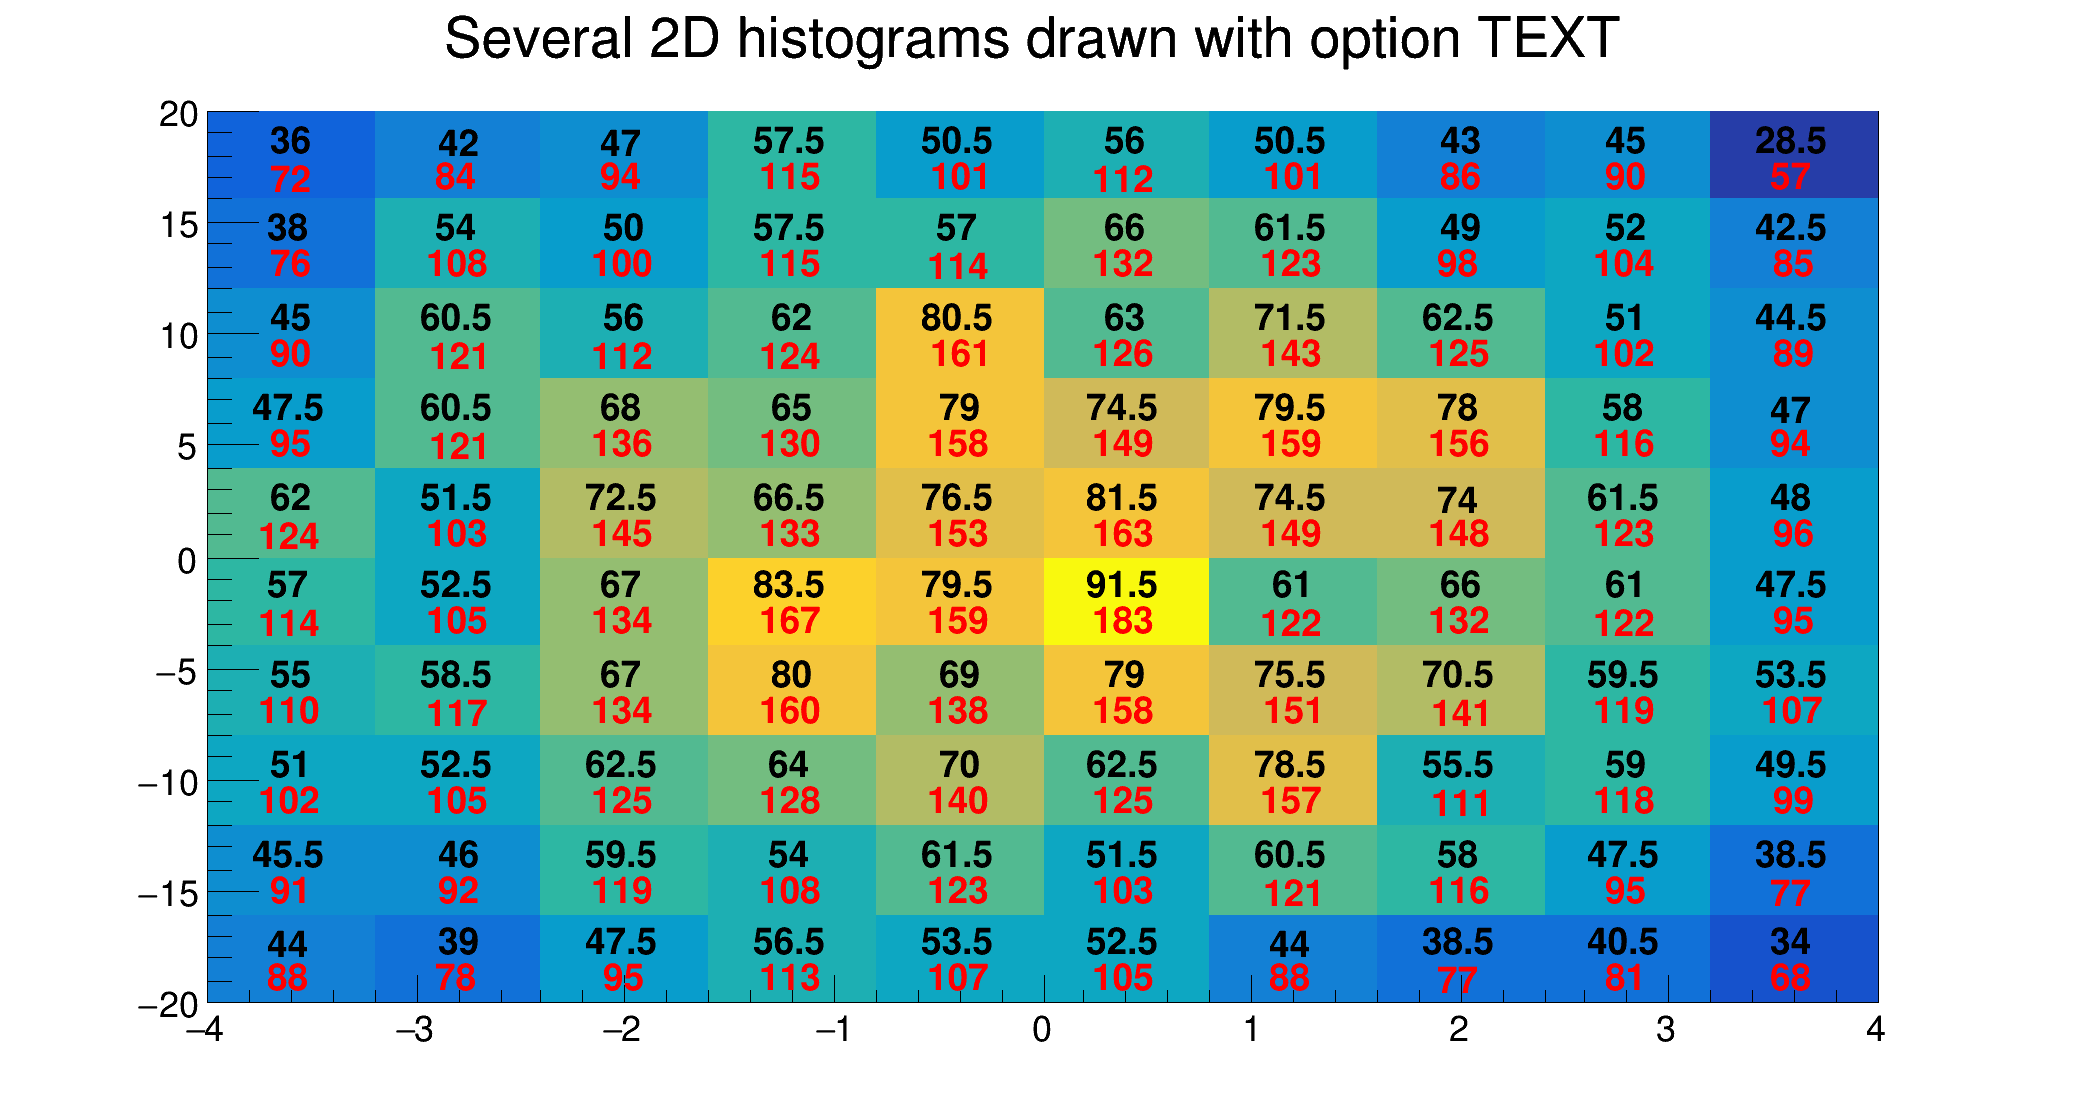 Several 2D histograms drawn with option TEXT
20
36 42 47 57.5 50.5 56 50.5 43 45 28.5
72 84 94 115 101 112 101 86 90 57
15 38 54 50 57.5 57 66 61.5 49 52 42.5
76 108 100 115 114 132 123 98 104 85
45 60.5 56 62 80.5 63 71.5 62.5 51 44.5
10
90 121 112 124 161 126 143 125 102 89
47.5 60.5 68 65 79 74.5 79.5 78 58 47
5 95 121 136 130 158 149 159 156 116 94
62 51.5 72.5 66.5 76.5 81.5 74.5 74 61.5 48
124 103 145 133 153 163 149 148 123 96
0
57 52.5 67 83.5 79.5 91.5 61 66 61 47.5
114 105 134 167 159 183 122 132 122 95
−5 55 58.5 67 80 69 79 75.5 70.5 59.5 53.5
110 117 134 160 138 158 151 141 119 107
51 52.5 62.5 64 70 62.5 78.5 55.5 59 49.5
−10
102 105 125 128 140 125 157 111 118 99
45.5 46 59.5 54 61.5 51.5 60.5 58 47.5 38.5
−15 91 92 119 108 123 103 121 116 95 77
44 39 47.5 56.5 53.5 52.5 44 38.5 40.5 34
88 78 95 113 107 105 88 77 81 68
−20
−4 −3 −2 −1 0 1 2 3 4